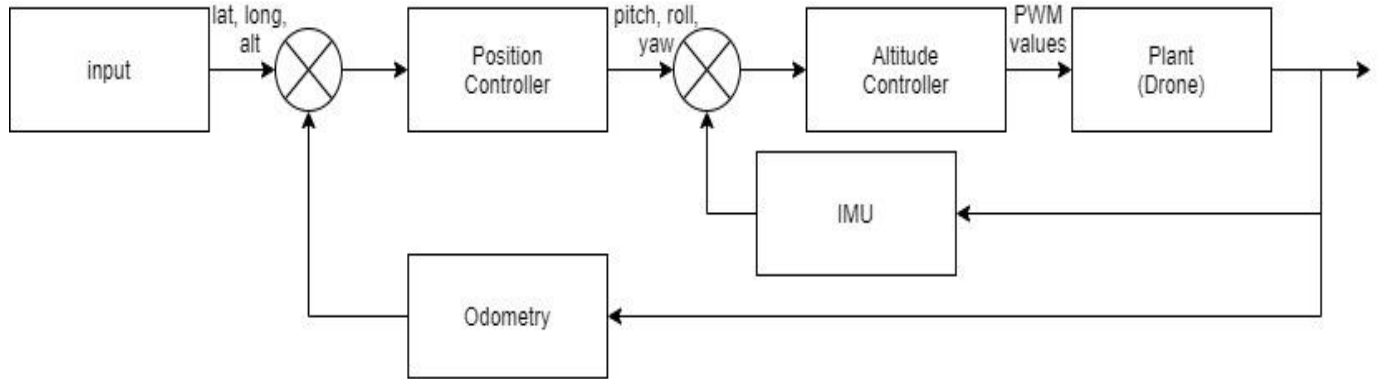 input
lat, long,
alt
Position
Controller
pitch, roll,
yaw
Altitude
Controller
PWM
values
Plant
(Drone)
IMU
Odometry